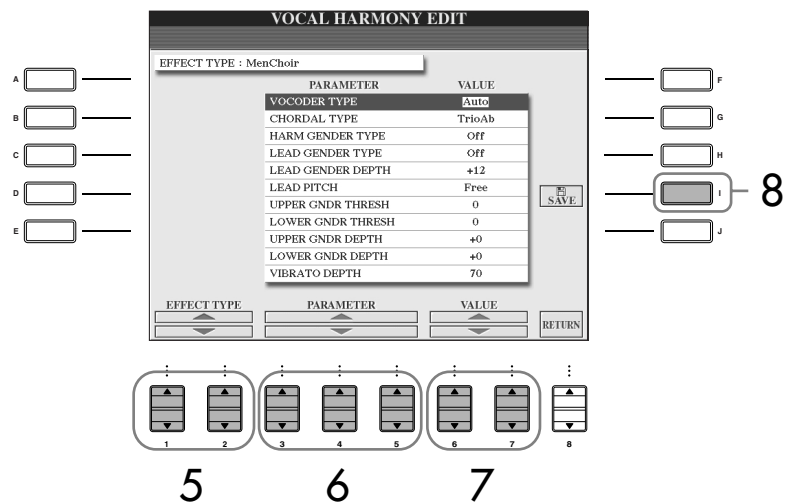 VOCAL HARMONY EDIT
EFFECT TYPE : MenChoir
PARAMETER VALUE
VOCODER TYPE Auto
CHORDAL TYPE TrioAb
HARM GENDER TYPE Off
LEAD GENDER TYPE Off
LEAD GENDER DEPTH +12
LEAD PITCH Free
UPPER GNDR THRESH 0
LOWER GNDR THRESH 0
UPPER GNDR DEPTH +0
LOWER GNDR DEPTH +0
VIBRATO DEPTH 70
A
B
C
D
E
F
G
H
I
J
SAVE
8
EFFECT TYPE PARAMETER VALUE
RETURN
1 2 3 4 5 6 7 8
5 6 7